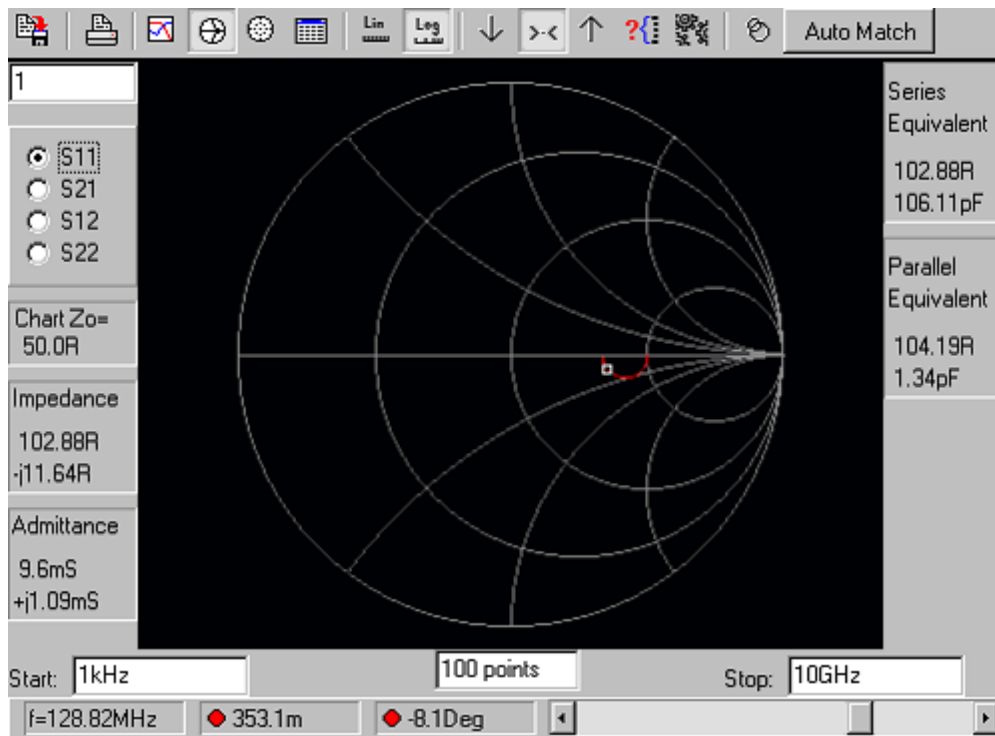 Lin
Log
?{
Auto Match
1
S11
S21
S12
S22
Chart Zo=
50.0R
Impedance
102.88R
-j11.64R
Admittance
9.6mS
+j1.09mS
Series
Equivalent
102.88R
106.11pF
Parallel
Equivalent
104.19R
1.34pF
Start: 1kHz
100 points
Stop: 10GHz
f=128.82MHz
353.1m
-8.1Deg